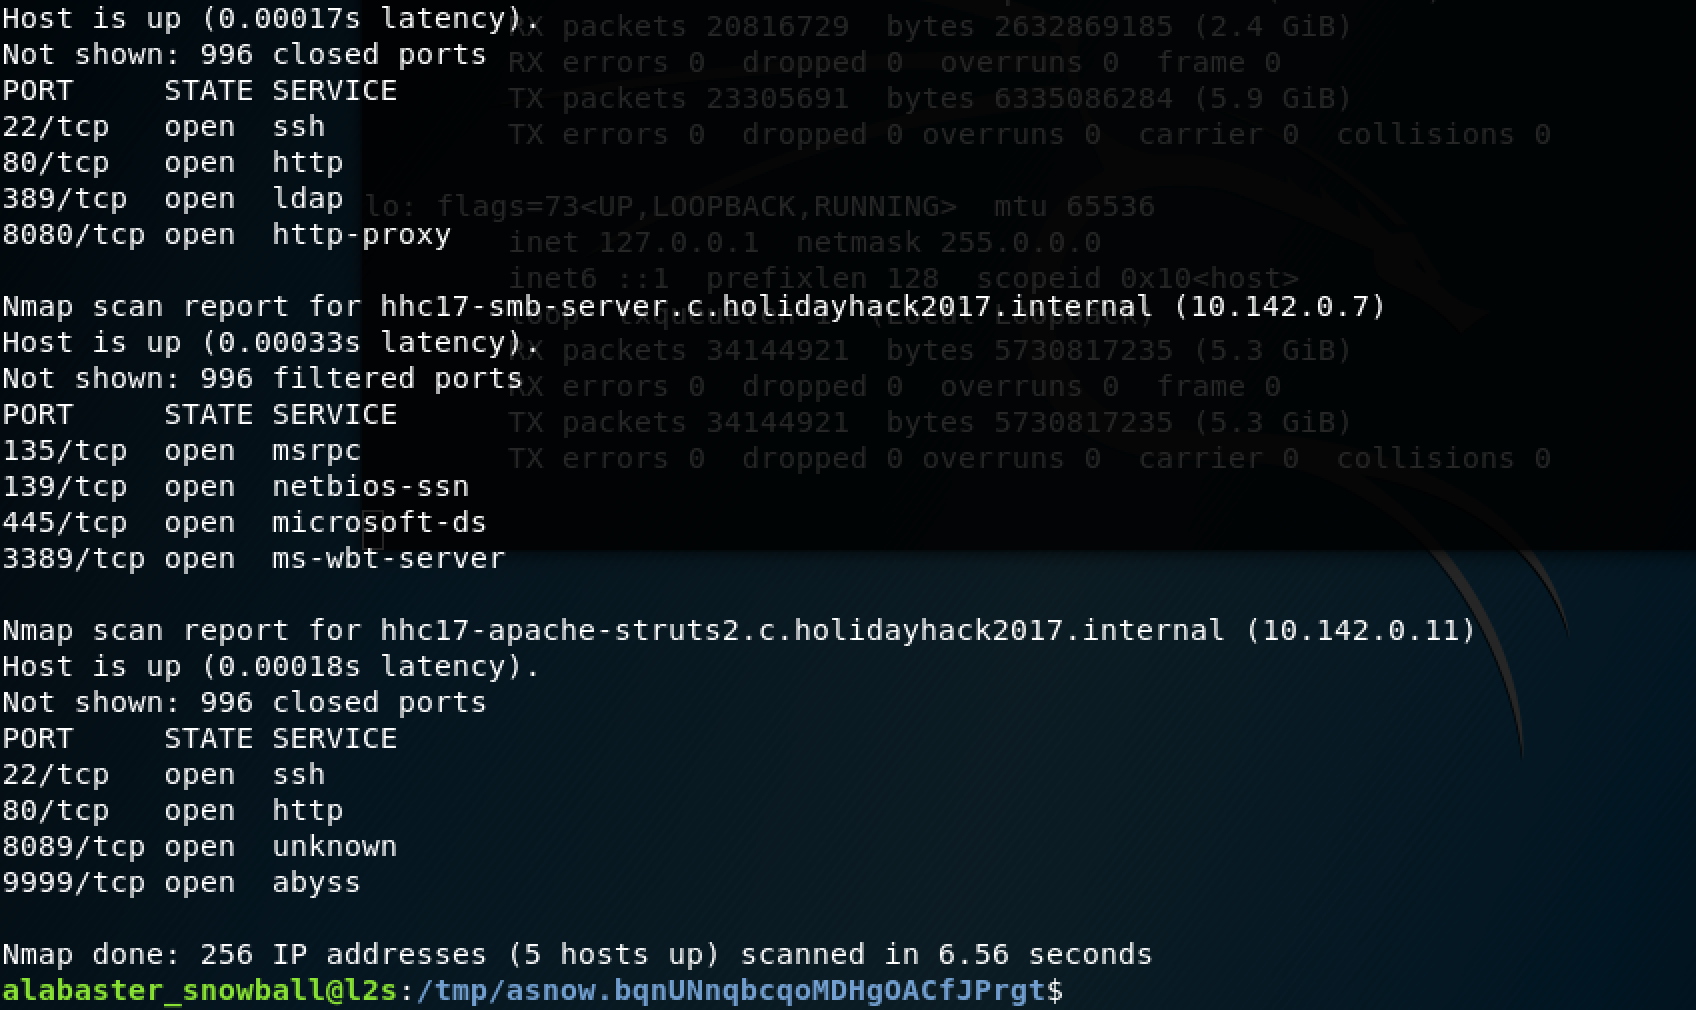 Host is up (0.00017s latency).
Not shown: 996 closed ports
PORT     STATE SERVICE
22/tcp   open  ssh
80/tcp   open  http
389/tcp  open  ldap
8080/tcp open  http-proxy
Nmap scan report for hhc17-smb-server.c.holidayhack2017.internal (10.142.0.7)
Host is up (0.00033s latency).
Not shown: 996 filtered ports
PORT     STATE SERVICE
135/tcp  open  msrpc
139/tcp  open  netbios-ssn
445/tcp  open  microsoft-ds
3389/tcp open  ms-wbt-server
Nmap scan report for hhc17-apache-struts2.c.holidayhack2017.internal (10.142.0.11)
Host is up (0.00018s latency).
Not shown: 996 closed ports
PORT     STATE SERVICE
22/tcp   open  ssh
80/tcp   open  http
8089/tcp open  unknown
9999/tcp open  abyss
Nmap done: 256 IP addresses (5 hosts up) scanned in 6.56 seconds
alabaster_snowball@l2s:/tmp/asnow.bqnUNnqbcqoMDHgOACfJPrgt$
RX packets 20816729  bytes 2632869185 (2.4 GiB)
RX errors 0  dropped 0  overruns 0  frame 0
TX packets 23305691  bytes 6335086284 (5.9 GiB)
TX errors 0  dropped 0 overruns 0  carrier 0  collisions 0
lo: flags=73<UP,LOOPBACK,RUNNING>  mtu 65536
inet 127.0.0.1  netmask 255.0.0.0
inet6 ::1  prefixlen 128  scopeid 0x10<host>
loop  txqueuelen 1  (Local Loopback)
RX packets 34144921  bytes 5730817235 (5.3 GiB)
RX errors 0  dropped 0  overruns 0  frame 0
TX packets 34144921  bytes 5730817235 (5.3 GiB)
TX errors 0  dropped 0 overruns 0  carrier 0  collisions 0